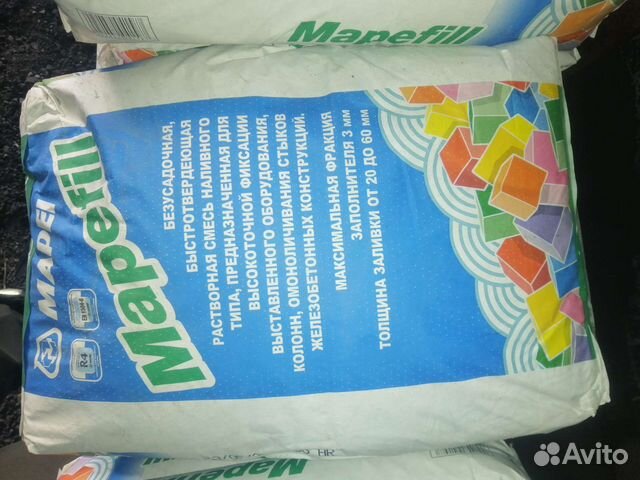 Mapefill
MAPEI
Mapefill
R4
БЕЗУСАДОЧНАЯ,
БЫСТРОТВЕРДЕЮЩАЯ
РАСТВОРНАЯ СМЕСЬ НАЛИВНОГО
ТИПА, ПРЕДНАЗНАЧЕННАЯ ДЛЯ
ВЫСОКОТОЧНОЙ ФИКСАЦИИ
ВЫСТАВЛЕННОГО ОБОРУДОВАНИЯ,
КОЛОНН, ОМОНОЛИЧИВАНИЯ СТЫКОВ
ЖЕЛЕЗОБЕТОННЫХ КОНСТРУКЦИЙ.
МАКСИМАЛЬНАЯ ФРАКЦИЯ
ЗАПОЛНИТЕЛЯ 3 мм
ТОЛЩИНА ЗАЛИВКИ ОТ 20 ДО 60 мм
Mapefill
Avito